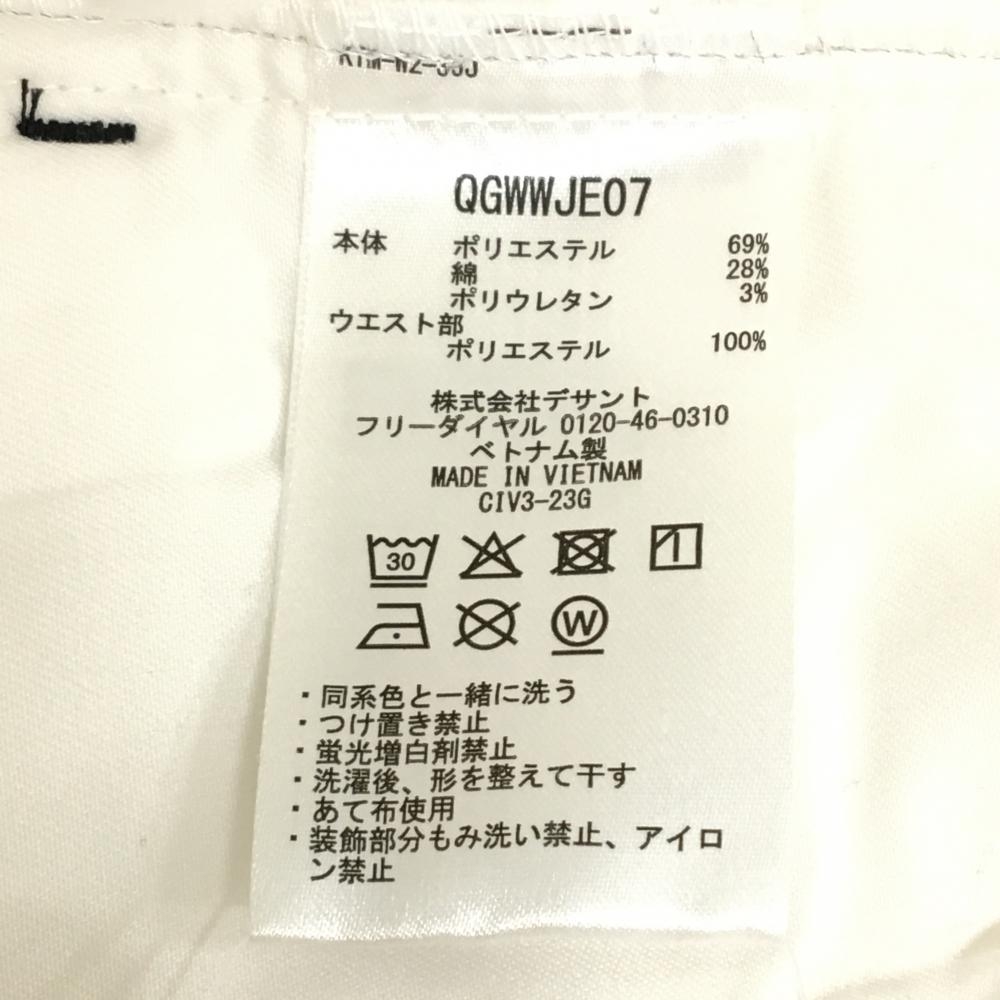 QGWWJE07
本体 ポリエステル 69%
綿 28%
ポリウレタン 3%
ウエスト部
ポリエステル 100%
株式会社デサント
フリーダイヤル 0120-46-0310
ベトナム製
MADE IN VIETNAM
CIV3-23G
30
W
・同系色と一緒に洗う
・つけ置き禁止
・蛍光増白剤禁止
・洗濯後、形を整えて干す
・あて布使用
・装飾部分もみ洗い禁止、アイロ
ン禁止